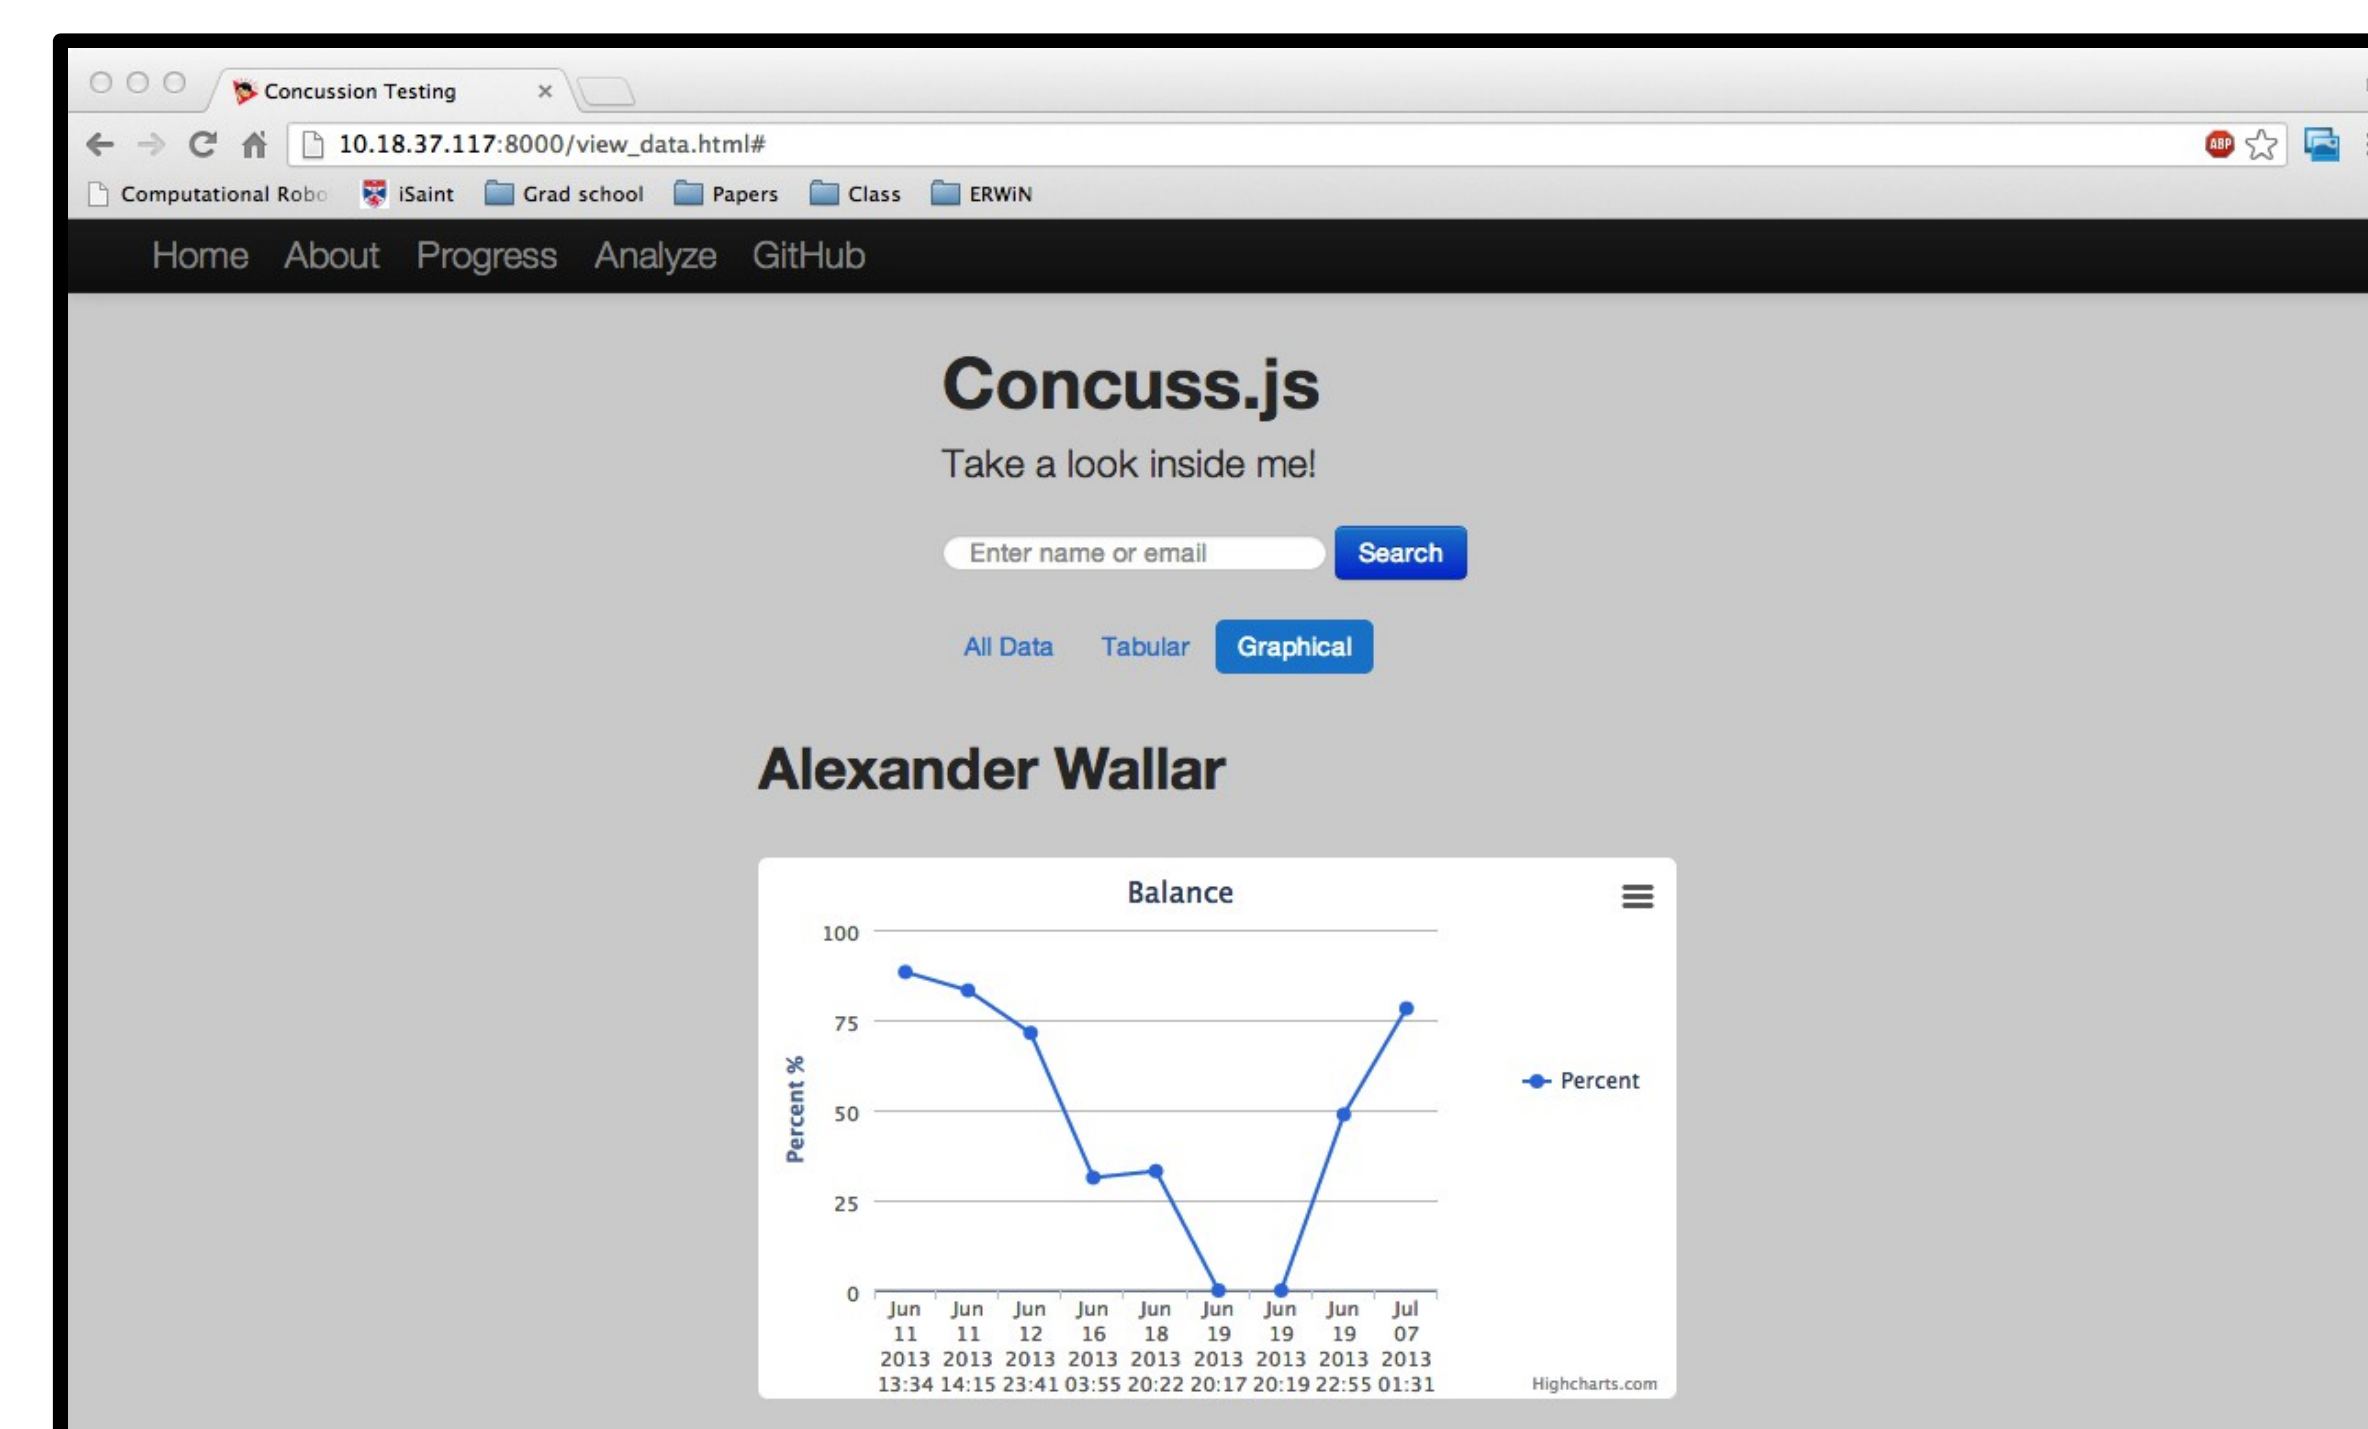 Concussion Testing
10.18.37.117:8000/view_data.html#
ABP
Computational Robo iSaint Grad school Papers Class ERWiN
Home About Progress Analyze GitHub
Concuss.js
Take a look inside me!
Enter name or email Search
All Data Tabular Graphical
Alexander Wallar
Balance
100
75
50
25
0
Percent %
Percent
Jun Jun Jun Jun Jun Jun Jun Jun Jul
11 11 12 16 18 19 19 19 07
2013 2013 2013 2013 2013 2013 2013 2013 2013
13:34 14:15 23:41 03:55 20:22 20:17 20:19 22:55 01:31
Highcharts.com